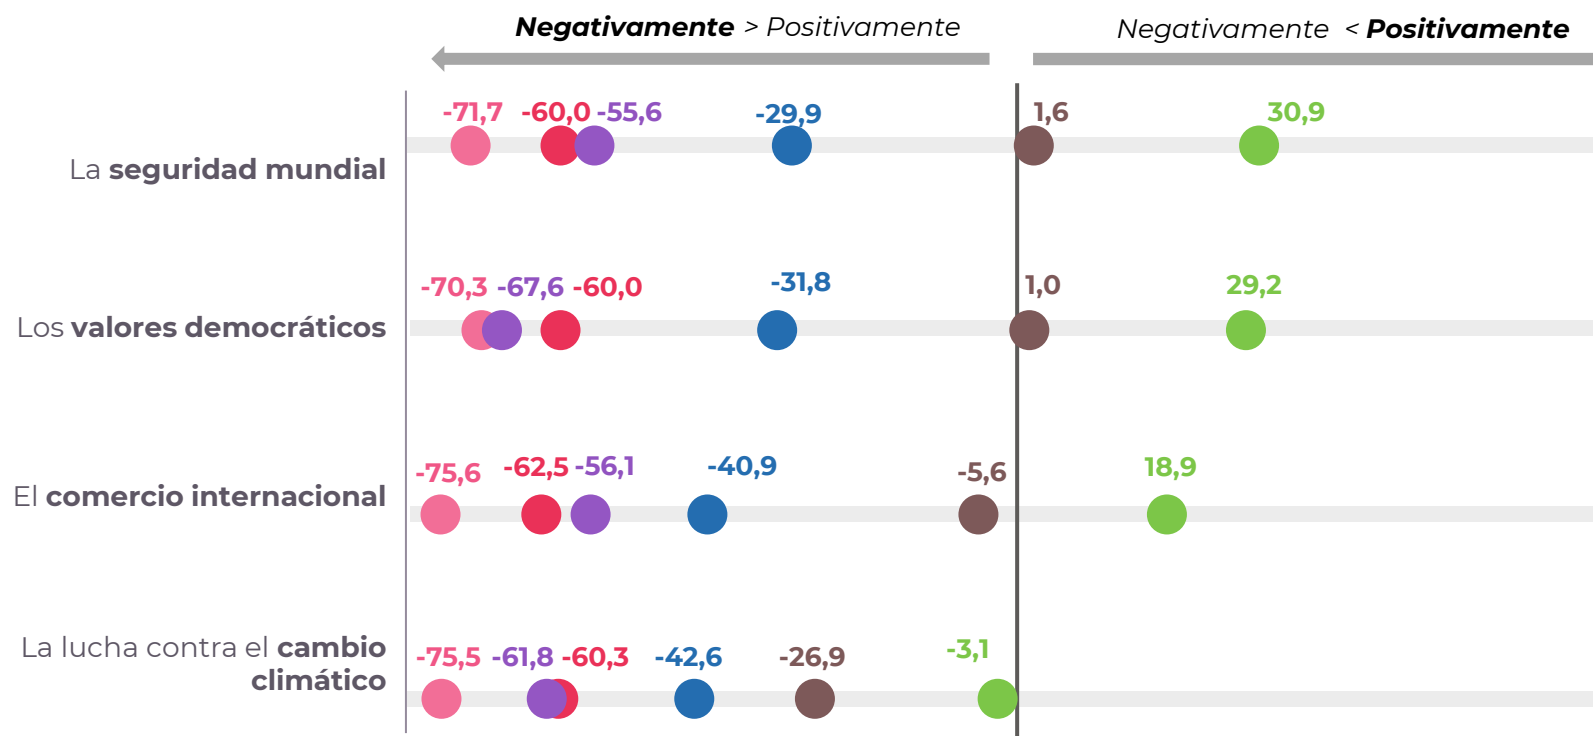 Negativamente > Positivamente
Negativamente < Positivamente
-71,7 -60,0 -55,6 -29,9 1,6 30,9
La seguridad mundial
-70,3 -67,6 -60,0 -31,8 1,0 29,2
Los valores democráticos
-75,6 -62,5 -56,1 -40,9 -5,6 18,9
El comercio internacional
La lucha contra el cambio
climático
-75,5 -61,8 -60,3 -42,6 -26,9 -3,1